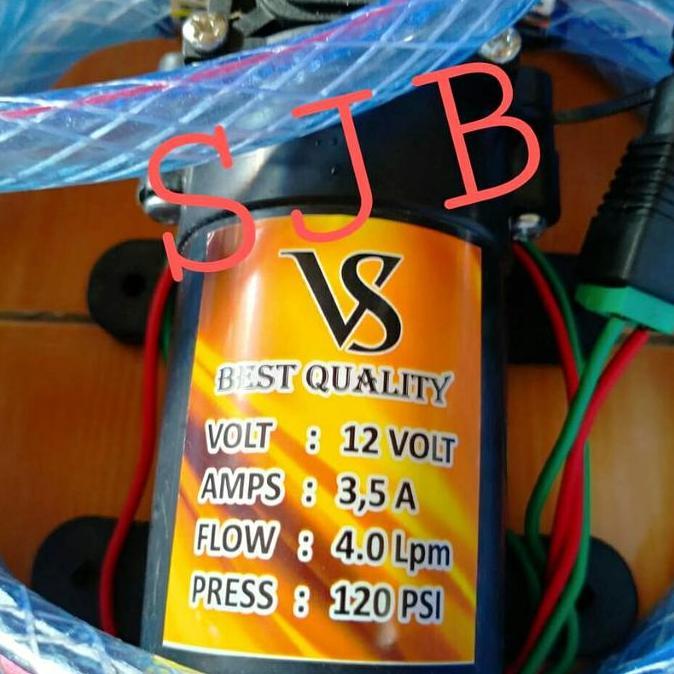 SJB
VS
BEST QUALITY
VOLT : 12 VOLT
AMPS : 3,5 A
FLOW : 4.0 Lpm
PRESS : 120 PSI